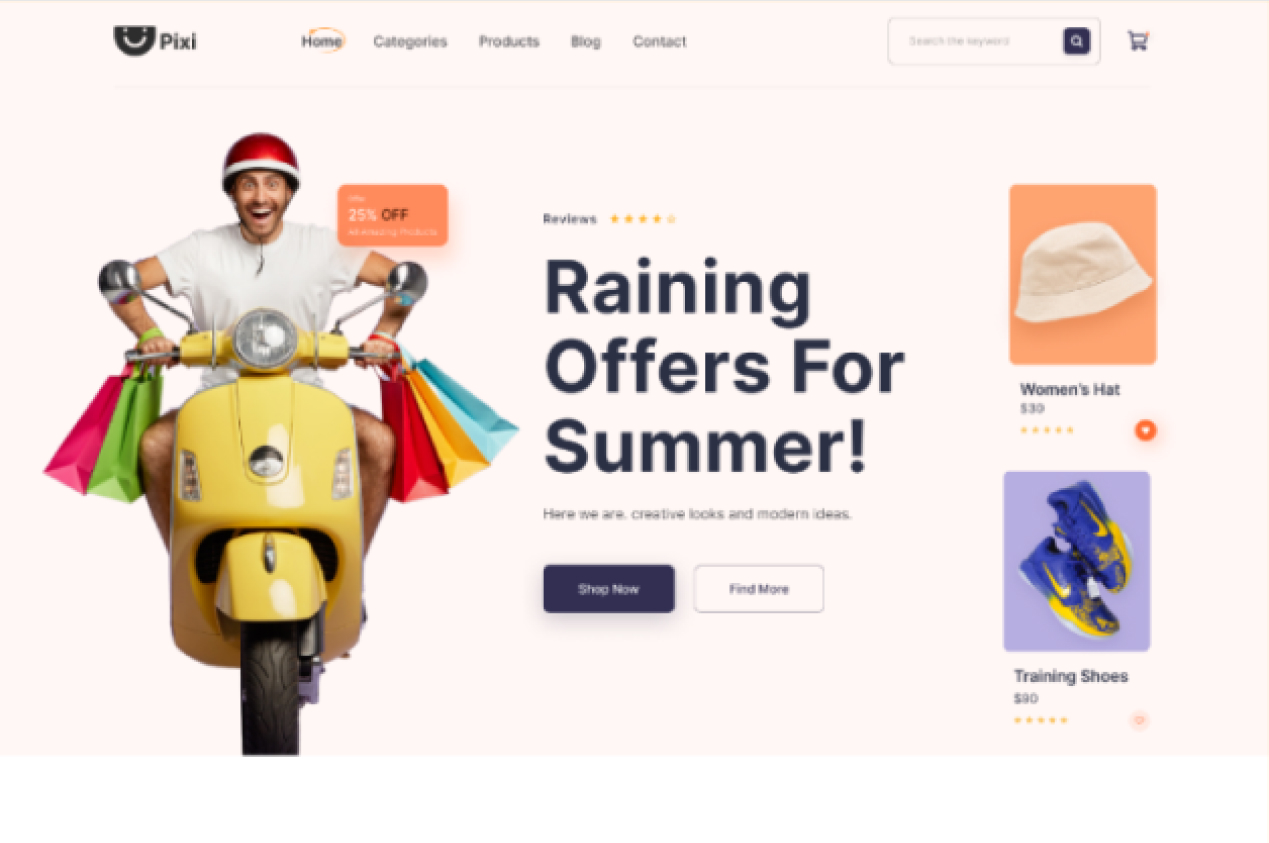 Pixi
Home
Categories
Products
Blog
Contact
Search the keyword
Offer
25% OFF
All Amazing Products
Reviews
Raining
Offers For
Summer!
Here we are. creative looks and modern ideas.
Shop Now
Find More
Women's Hat
$30
Training Shoes
$90